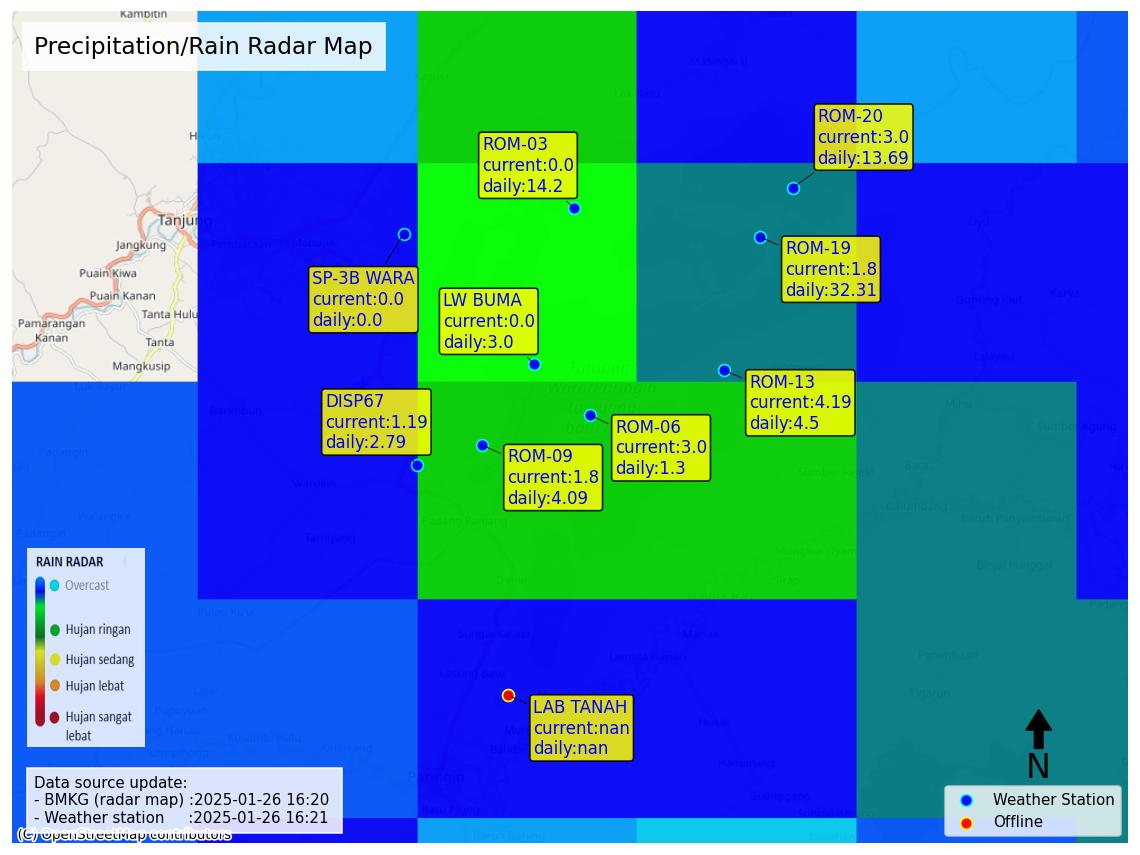 Kambitin
Precipitation/Rain Radar Map
Kapau
Lok Batu
ROM-20
current:3.0
daily:13.69
ROM-03
current:0.0
daily:14.2
Tanjung
Jangkung
ROM-19
current:1.8
daily:32.31
SP-3B WARA
current:0.0
daily:0.0
Puain Kiwa
Puain Kanan
LW BUMA
current:0.0
daily:3.0
Tanta Hulu
Pamarangan
Kanan
Tanta
Mangkusip
ROM-13
current:4.19
daily:4.5
DISP67
current:1.19
daily:2.79
ROM-06
current:3.0
daily:1.3
ROM-09
current:1.8
daily:4.09
Padang Panjang
RAIN RADAR
Overcast
Hujan ringan
Hujan sedang
Hujan lebat
Hujan sangat
lebat
LAB TANAH
current:nan
daily:nan
Paringin
N
Data source update:
- BMKG (radar map) :2025-01-26 16:20
- Weather station :2025-01-26 16:21
Weather Station
Offline
(C) OpenStreetMap contributors